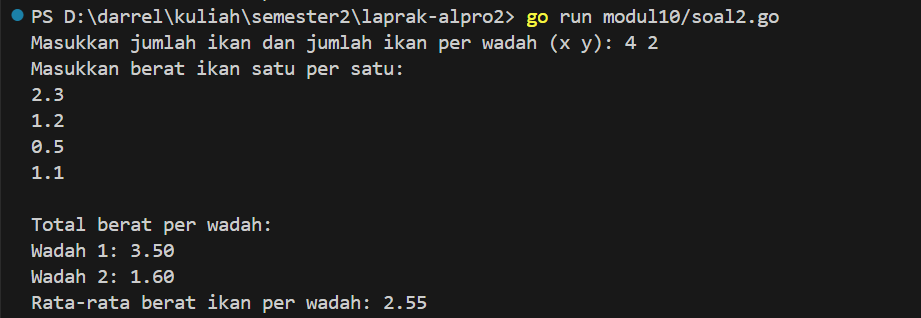 PS D:\darrel\kuliah\semester2\laprak-alpro2> go run modul10/soal2.go
Masukkan jumlah ikan dan jumlah ikan per wadah (x y): 4 2
Masukkan berat ikan satu per satu:
2.3
1.2
0.5
1.1
Total berat per wadah:
Wadah 1: 3.50
Wadah 2: 1.60
Rata-rata berat ikan per wadah: 2.55